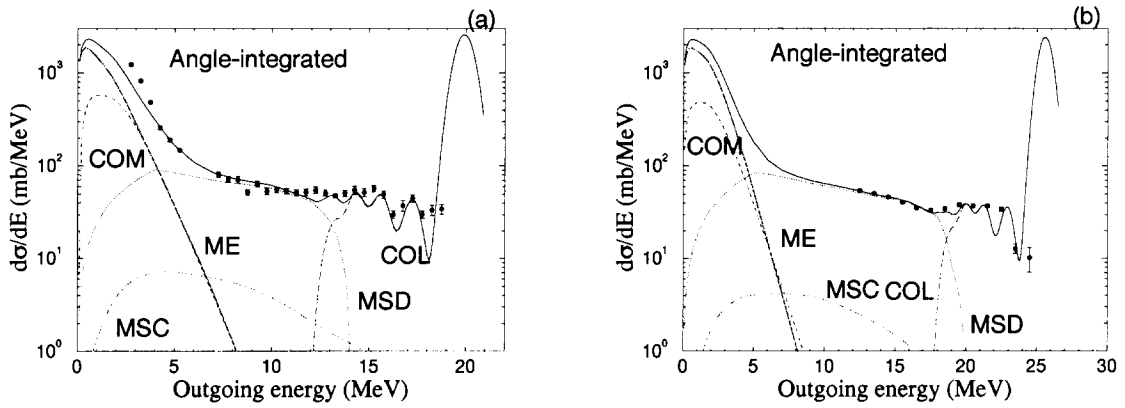 (a)
Angle-integrated
dσ/dE (mb/MeV)
10³
10²
10¹
10⁰
COM
ME
COL
MSD
MSC
0 5 10 15 20
Outgoing energy (MeV)
(b)
Angle-integrated
dσ/dE (mb/MeV)
10³
10²
10¹
10⁰
COM
ME
MSC COL
MSD
0 5 10 15 20 25 30
Outgoing energy (MeV)